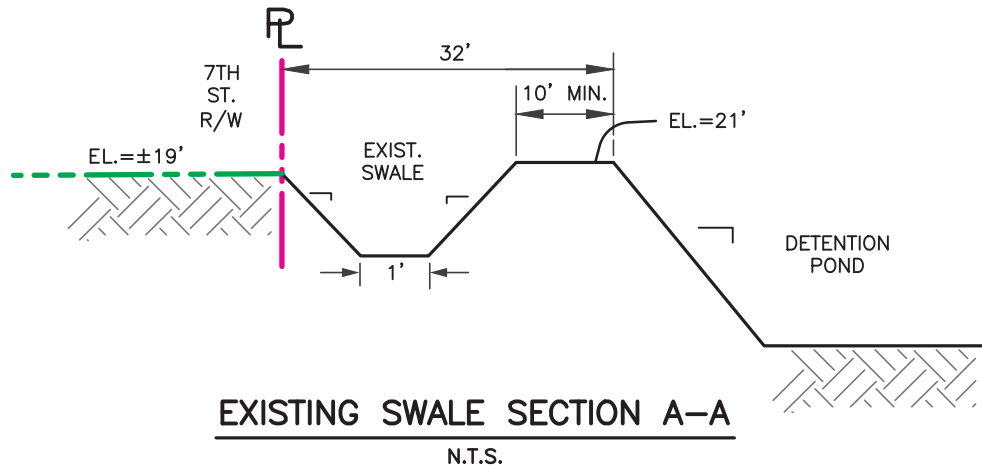 PL
32'
7TH
ST.
R/W
10' MIN.
EL.=21'
EL.=±19'
EXIST.
SWALE
1'
DETENTION
POND
EXISTING SWALE SECTION A-A
N.T.S.